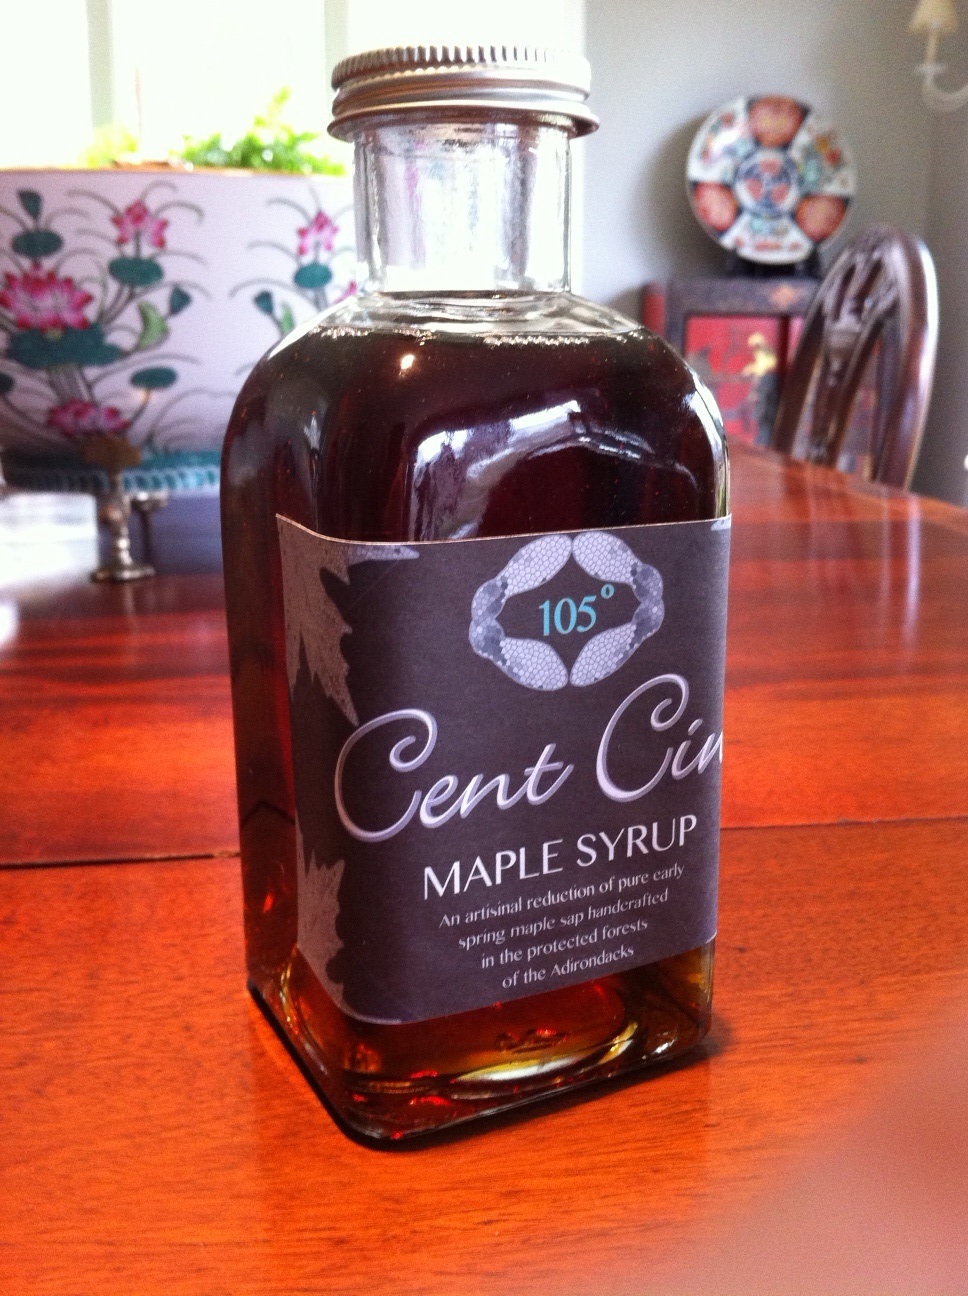 105°
Cent Cin
MAPLE SYRUP
An artisinal reduction of pure early
spring maple sap handcrafted
in the protected forests
of the Adirondacks